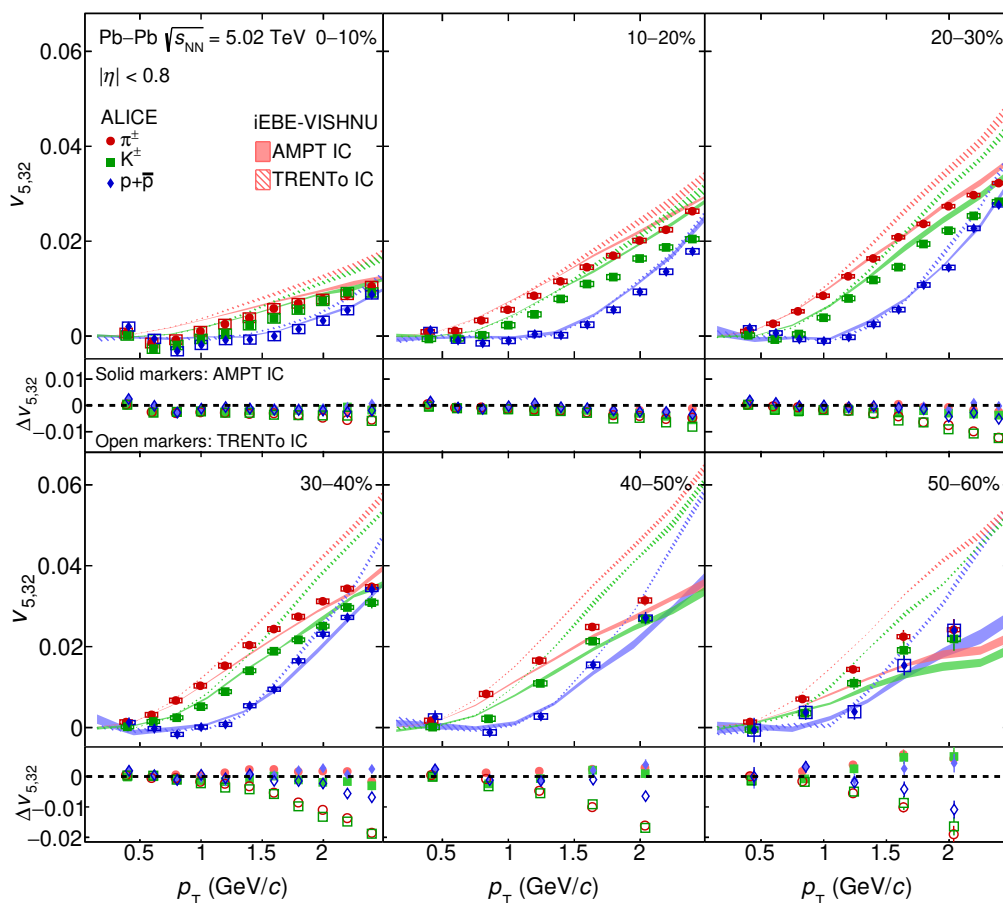 Pb–Pb √sNN = 5.02 TeV 0–10%
10–20%
20–30%
|η| < 0.8
ALICE
π±
K±
p+p̅
iEBE-VISHNU
AMPT IC
TRENTo IC
v5,32
0.06
0.04
0.02
0
Solid markers: AMPT IC
Open markers: TRENTo IC
Δv5,32
0.01
0
−0.01
30–40%
40–50%
50–60%
v5,32
0.06
0.04
0.02
0
Δv5,32
0
−0.01
−0.02
0.5 1 1.5 2
0.5 1 1.5 2
0.5 1 1.5 2
pT (GeV/c)
pT (GeV/c)
pT (GeV/c)